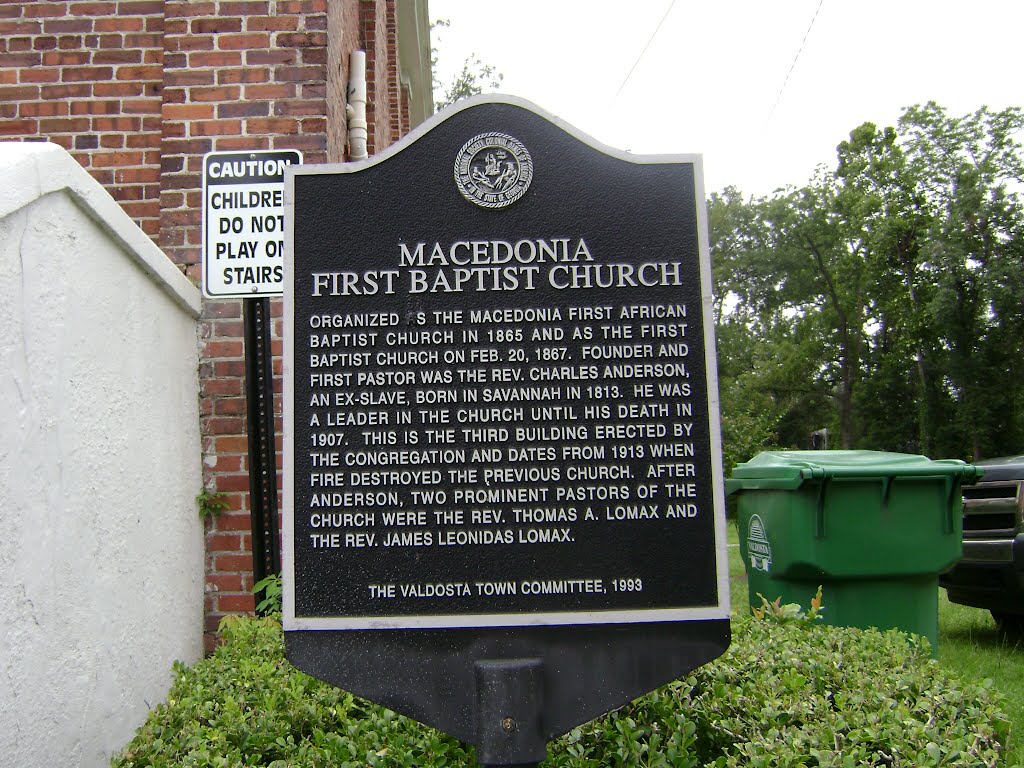 CAUTION
CHILDRE
DO NOT
PLAY ON
STAIRS
MACEDONIA
FIRST BAPTIST CHURCH
ORGANIZED AS THE MACEDONIA FIRST AFRICAN
BAPTIST CHURCH IN 1865 AND AS THE FIRST
BAPTIST CHURCH ON FEB. 20, 1867. FOUNDER AND
FIRST PASTOR WAS THE REV. CHARLES ANDERSON,
AN EX-SLAVE, BORN IN SAVANNAH IN 1813. HE WAS
A LEADER IN THE CHURCH UNTIL HIS DEATH IN
1907. THIS IS THE THIRD BUILDING ERECTED BY
THE CONGREGATION AND DATES FROM 1913 WHEN
FIRE DESTROYED THE PREVIOUS CHURCH. AFTER
ANDERSON, TWO PROMINENT PASTORS OF THE
CHURCH WERE THE REV. THOMAS A. LOMAX AND
THE REV. JAMES LEONIDAS LOMAX.
THE VALDOSTA TOWN COMMITTEE, 1993
VALDOSTA